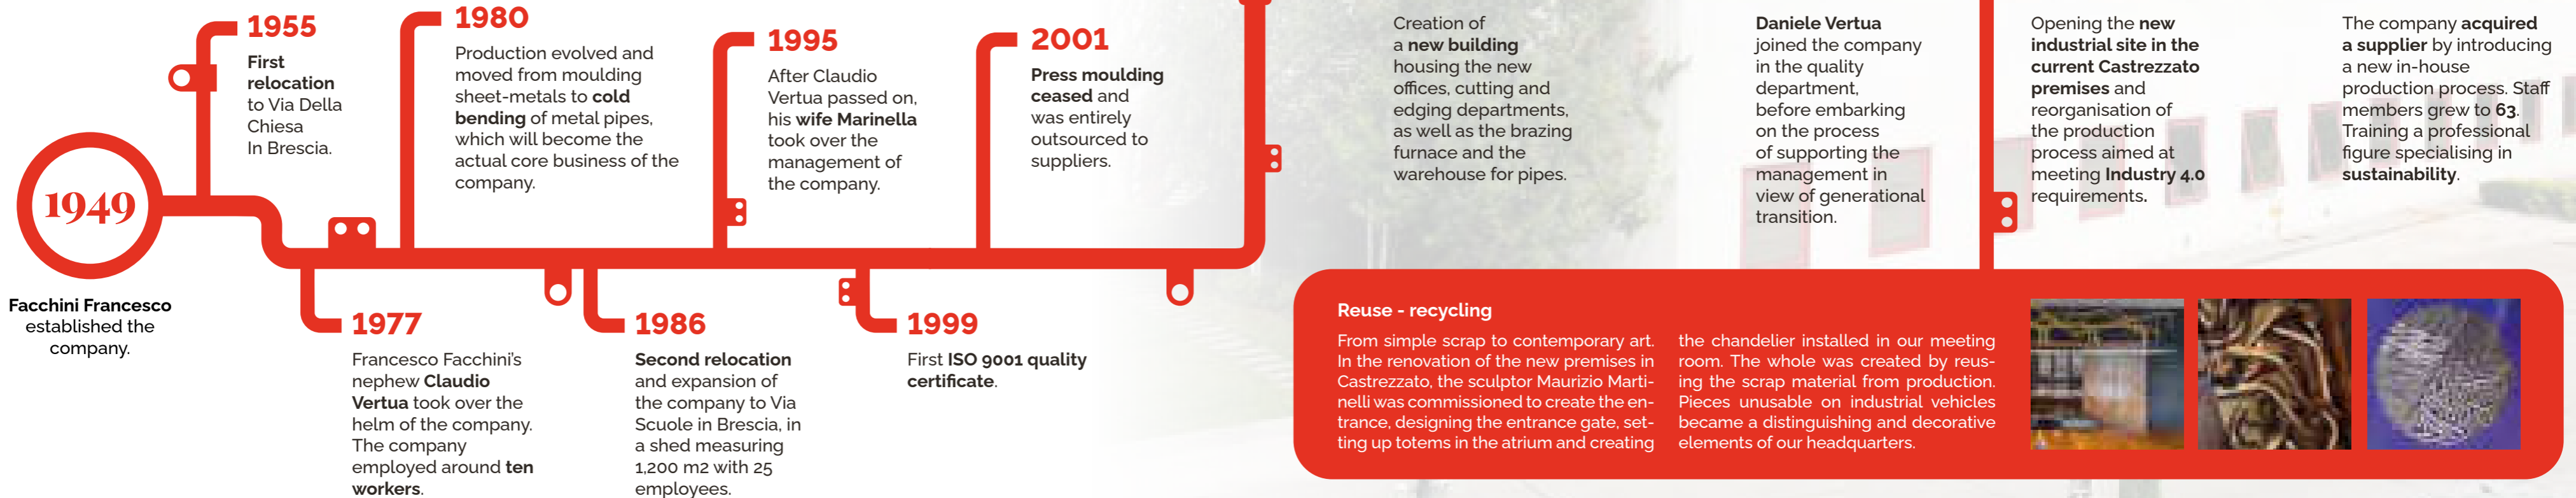 1949
Facchini Francesco
established the
company.
1955
First
relocation
to Via Della
Chiesa
In Brescia.
1977
Francesco Facchini's
nephew Claudio
Vertua took over the
helm of the company.
The company
employed around ten
workers.
1980
Production evolved and
moved from moulding
sheet-metals to cold
bending of metal pipes,
which will become the
actual core business of the
company.
1986
Second relocation
and expansion of
the company to Via
Scuole in Brescia, in
a shed measuring
1,200 m2 with 25
employees.
1995
After Claudio
Vertua passed on,
his wife Marinella
took over the
management of
the company.
1999
First ISO 9001 quality
certificate.
2001
Press moulding
ceased and
was entirely
outsourced to
suppliers.
Creation of
a new building
housing the new
offices, cutting and
edging departments,
as well as the brazing
furnace and the
warehouse for pipes.
Daniele Vertua
joined the company
in the quality
department,
before embarking
on the process
of supporting the
management in
view of generational
transition.
Opening the new
industrial site in the
current Castrezzato
premises and
reorganisation of
the production
process aimed at
meeting Industry 4.0
requirements.
The company acquired
a supplier by introducing
a new in-house
production process. Staff
members grew to 63.
Training a professional
figure specialising in
sustainability.
Reuse - recycling
From simple scrap to contemporary art.
In the renovation of the new premises in
Castrezzato, the sculptor Maurizio Marti-
nelli was commissioned to create the en-
trance, designing the entrance gate, set-
ting up totems in the atrium and creating
the chandelier installed in our meeting
room. The whole was created by reus-
ing the scrap material from production.
Pieces unusable on industrial vehicles
became a distinguishing and decorative
elements of our headquarters.